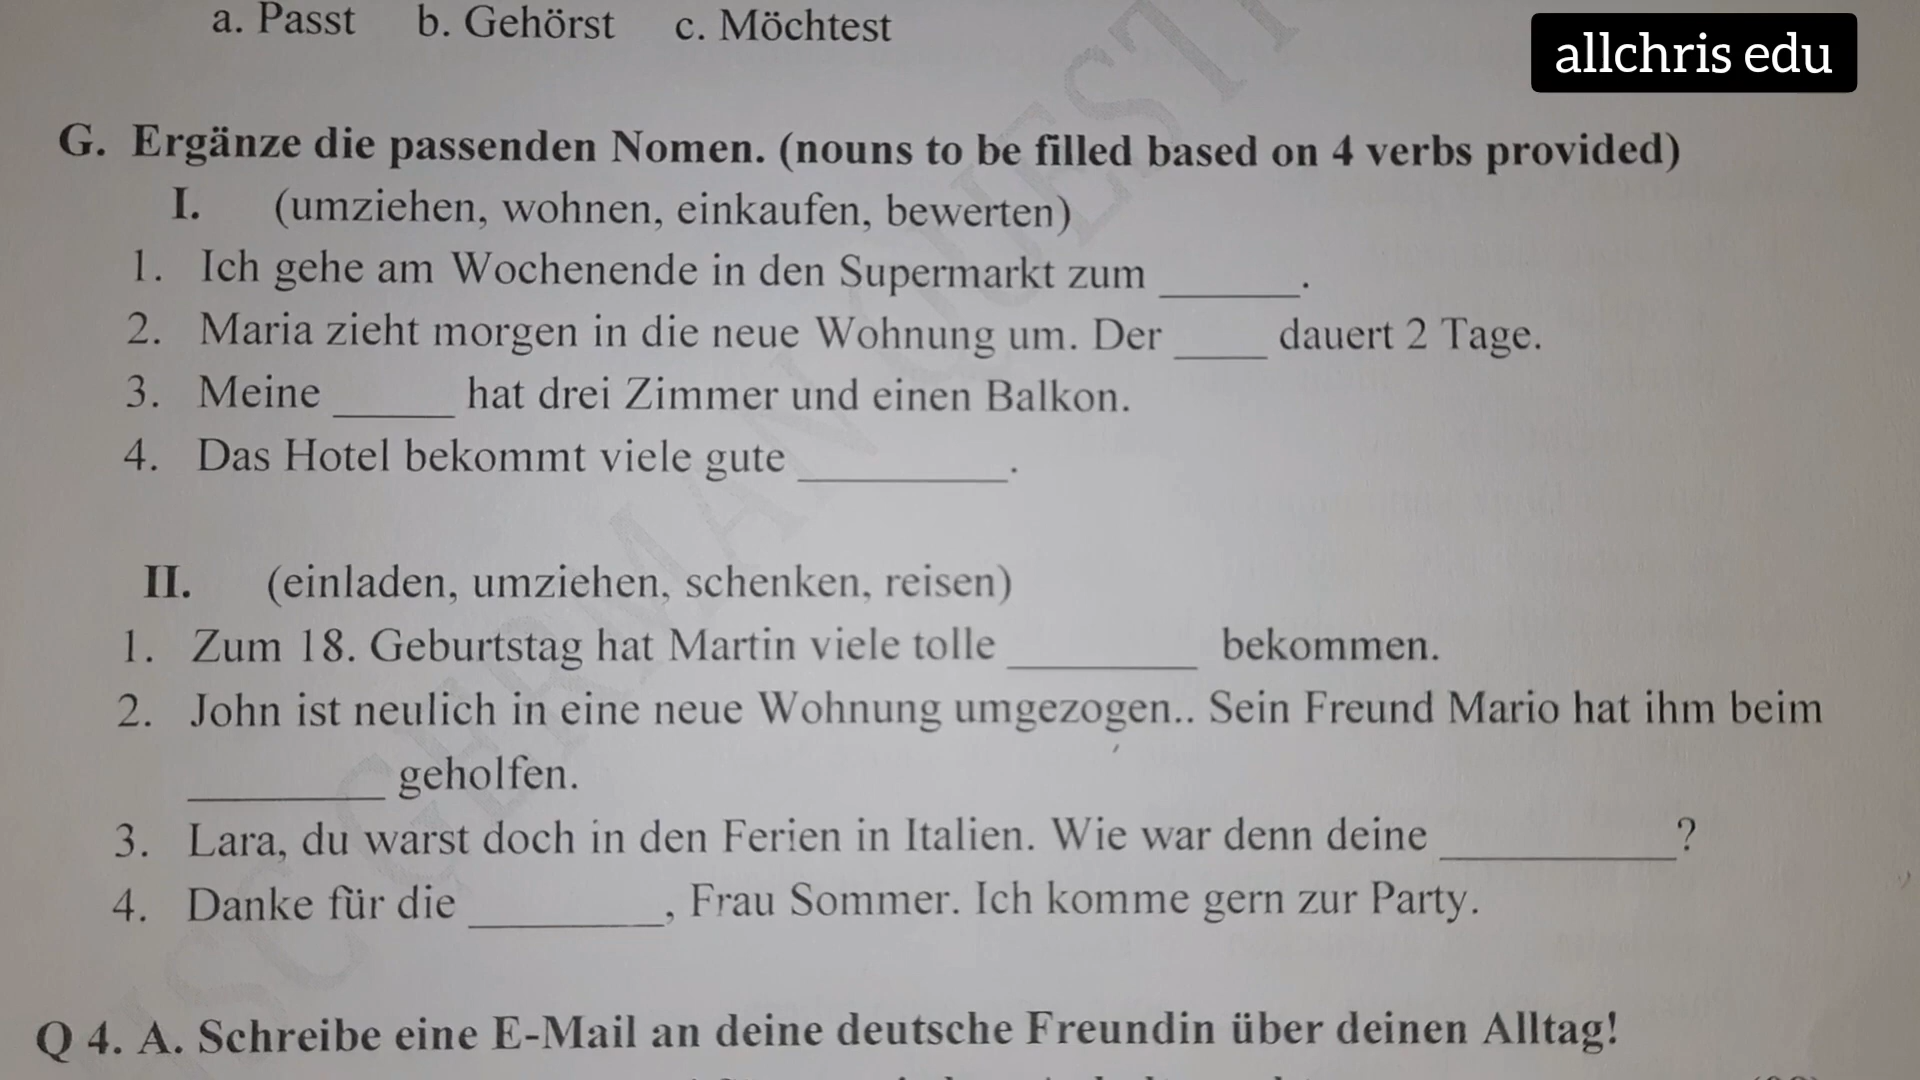 a. Passt b. Gehörst c. Möchtest
allchris edu
G. Ergänze die passenden Nomen. (nouns to be filled based on 4 verbs provided)
I. (umziehen, wohnen, einkaufen, bewerten)
1. Ich gehe am Wochenende in den Supermarkt zum ______.
2. Maria zieht morgen in die neue Wohnung um. Der ____ dauert 2 Tage.
3. Meine _____ hat drei Zimmer und einen Balkon.
4. Das Hotel bekommt viele gute _________.
II. (einladen, umziehen, schenken, reisen)
1. Zum 18. Geburtstag hat Martin viele tolle ________ bekommen.
2. John ist neulich in eine neue Wohnung umgezogen.. Sein Freund Mario hat ihm beim
________ geholfen.
3. Lara, du warst doch in den Ferien in Italien. Wie war denn deine __________?
4. Danke für die ________, Frau Sommer. Ich komme gern zur Party.
Q 4. A. Schreibe eine E-Mail an deine deutsche Freundin über deinen Alltag!